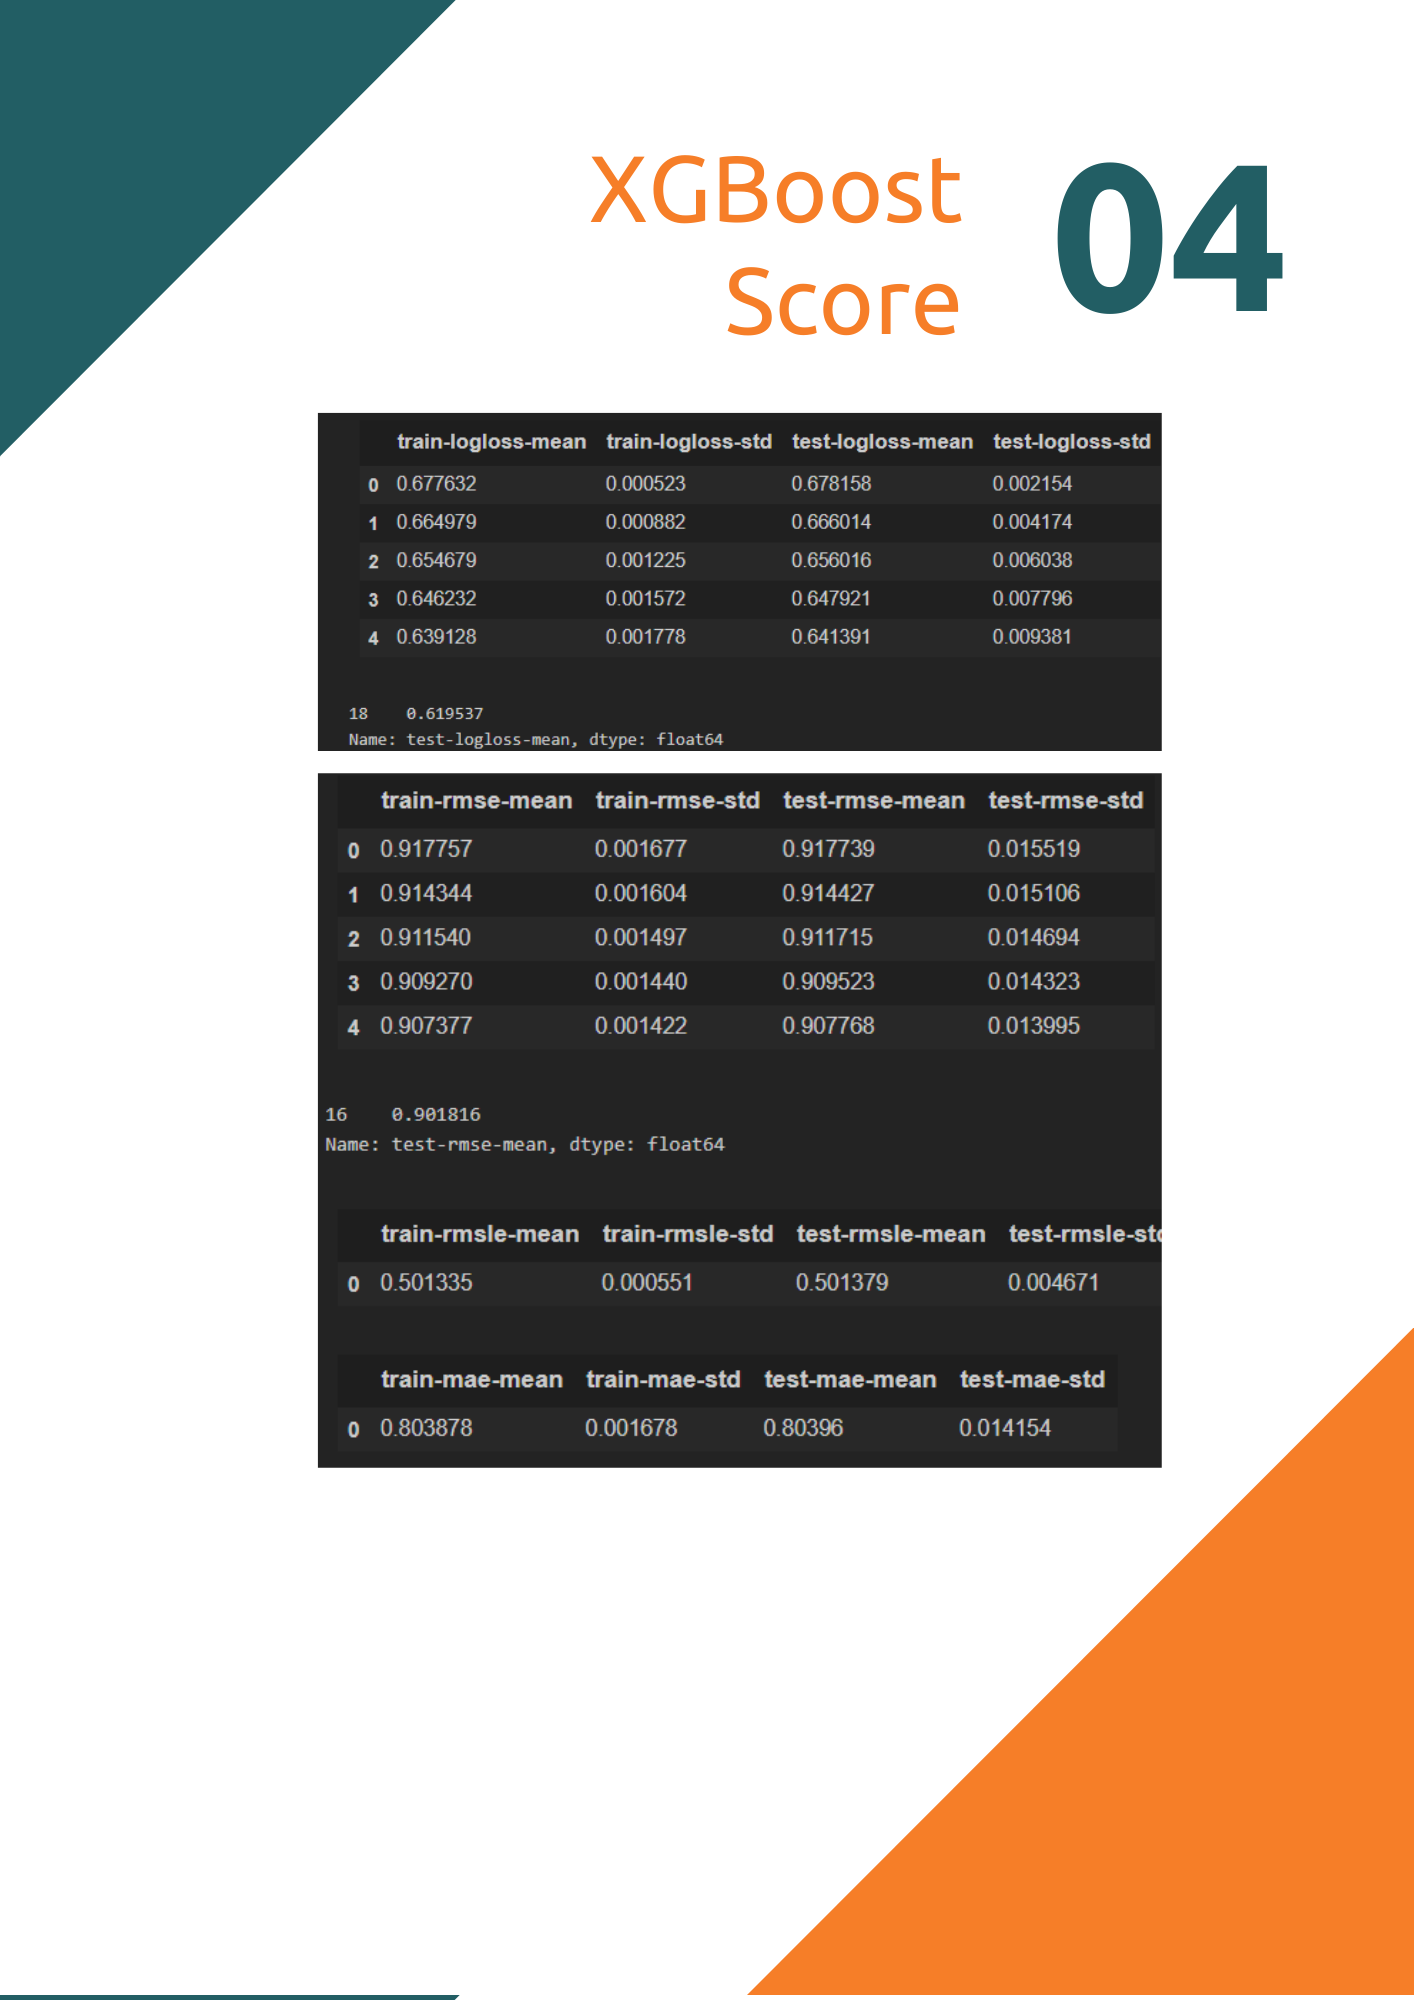 XGBoost
Score
04
train-logloss-mean train-logloss-std test-logloss-mean test-logloss-std
0 0.677632 0.000523 0.678158 0.002154
1 0.664979 0.000882 0.666014 0.004174
2 0.654679 0.001225 0.656016 0.006038
3 0.646232 0.001572 0.647921 0.007796
4 0.639128 0.001778 0.641391 0.009381
18 0.619537
Name: test-logloss-mean, dtype: float64
train-rmse-mean train-rmse-std test-rmse-mean test-rmse-std
0 0.917757 0.001677 0.917739 0.015519
1 0.914344 0.001604 0.914427 0.015106
2 0.911540 0.001497 0.911715 0.014694
3 0.909270 0.001440 0.909523 0.014323
4 0.907377 0.001422 0.907768 0.013995
16 0.901816
Name: test-rmse-mean, dtype: float64
train-rmsle-mean train-rmsle-std test-rmsle-mean test-rmsle-std
0 0.501335 0.000551 0.501379 0.004671
train-mae-mean train-mae-std test-mae-mean test-mae-std
0 0.803878 0.001678 0.80396 0.014154